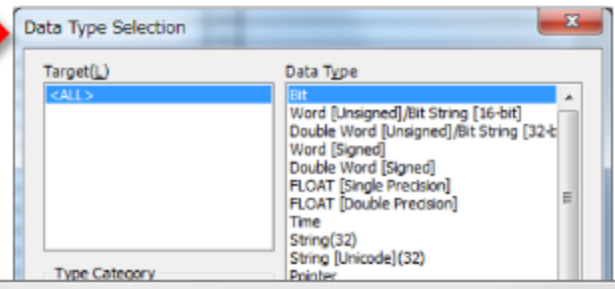 Data Type Selection
Target(L)
<ALL>
Data Type
Bit
Word [Unsigned]/Bit String [16-bit]
Double Word [Unsigned]/Bit String [32-b
Word [Signed]
Double Word [Signed]
FLOAT [Single Precision]
FLOAT [Double Precision]
Time
String(32)
String [Unicode](32)
Pointer
Type Category